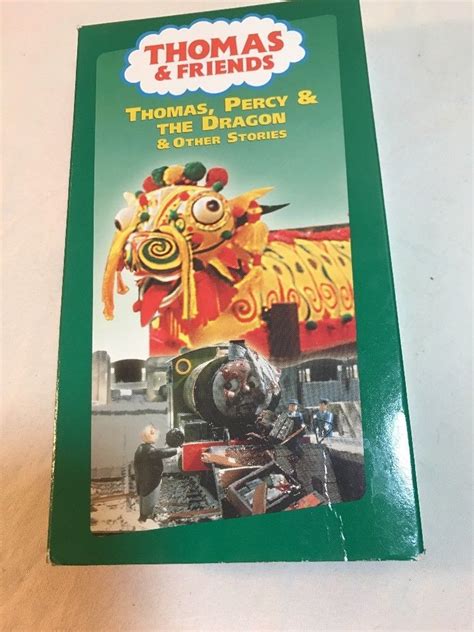 THOMAS
& FRIENDS
THOMAS, PERCY &
THE DRAGON
& OTHER STORIES